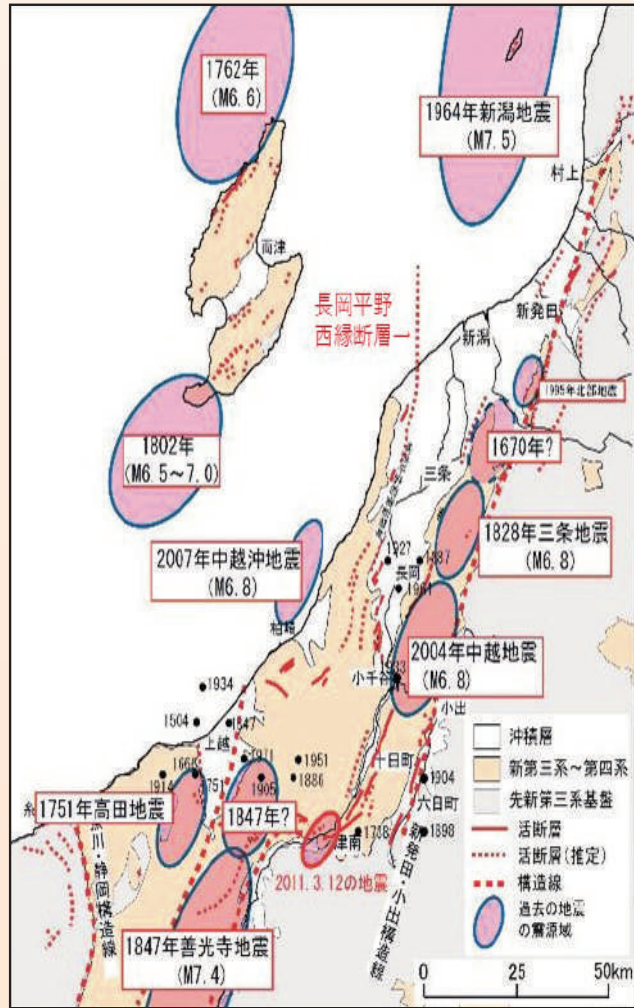 1762年
(M6.6)
1964年新潟地震
(M7.5)
村上
両津
長岡平野
西縁断層→
新発田
新潟
1995年北部地震
1802年
(M6.5～7.0)
1670年?
三条
1828年三条地震
(M6.8)
2007年中越沖地震
(M6.8)
1927
1887
長岡
1961
柏崎
2004年中越地震
(M6.8)
1933
小千谷
小出
1934
1504
1847
上越
1971
1951
1886
1905
1914
751
十日町
1904
六日町
1898
津南
1751年高田地震
1847年?
2011.3.12の地震
糸
川・静岡構造線
新発田・小出構造線
1847年善光寺地震
(M7.4)
沖積層
新第三系～第四系
先新第三系基盤
活断層
活断層(推定)
構造線
過去の地震
の震源域
0
25
50km